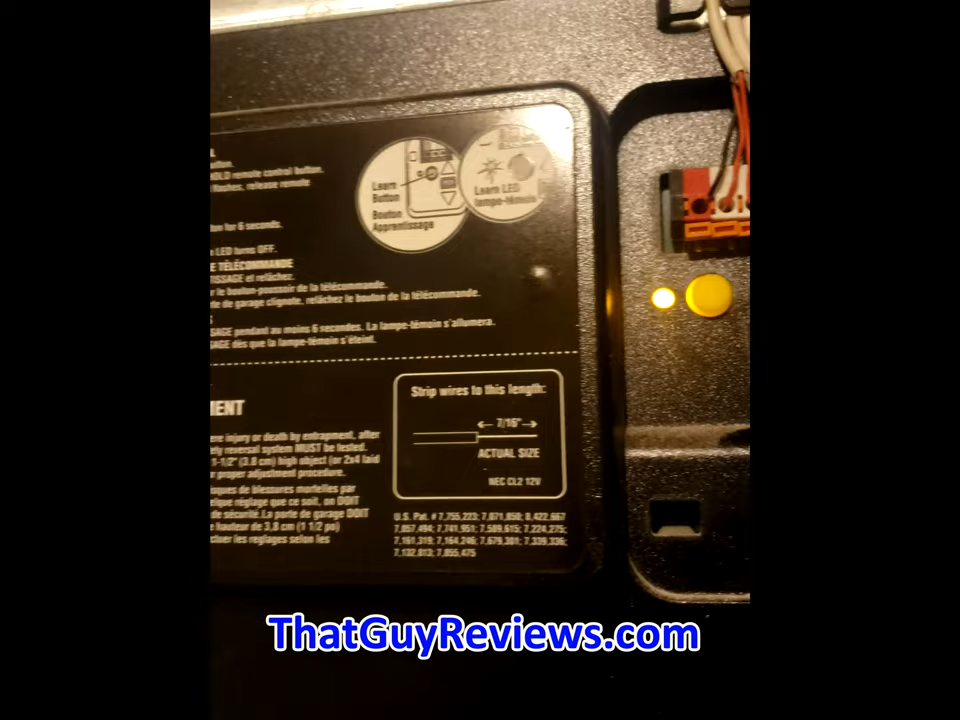 HOLD remote control button.
flashes, release remote
for 6 seconds.
LED turns OFF.
TÉLÉCOMMANDE
ISSAGE et relâchez.
le bouton-poussoir de la télécommande.
de garage clignote, relâchez le bouton de la télécommande.
SAGE pendant au moins 6 secondes. La lampe-témoin s'allumera.
SAGE dès que la lampe-témoin s'éteint.
Learn
Button
Bouton
Apprentissage
Learn LED
lampe-témoin
MENT
injury or death by entrapment, after
reversal system MUST be tested.
1-1/2" (3.8 cm) high object (or 2x4 laid
proper adjustment procedure.
de blessures mortelles par
réglage que ce soit, on DOIT
de sécurité.La porte de garage DOIT
hauteur de 3.8 cm (1 1/2 po)
les reglages selon les
Strip wires to this length:
7/16"
ACTUAL SIZE
NEC CL2 12V
U.S. Pat. # 7,755,223; 7,071,850; 8,422,667
7,057,494; 7,741,951; 7,589,615; 7,224,275;
7,161,319; 7,164,246; 7,679,301; 7,339,336;
7,132,813; 7,855,475
ThatGuyReviews.com